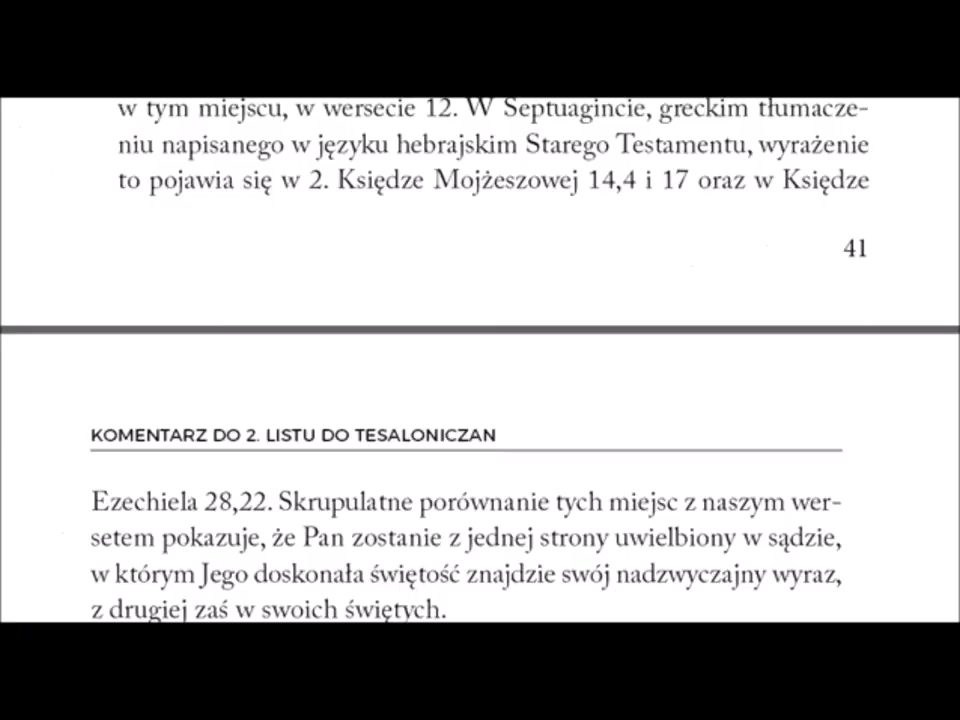 w tym miejscu, w wersecie 12. W Septuagincie, greckim tłumacze-
niu napisanego w języku hebrajskim Starego Testamentu, wyrażenie
to pojawia się w 2. Księdze Mojżeszowej 14,4 i 17 oraz w Księdze
41
KOMENTARZ DO 2. LISTU DO TESALONICZAN
Ezechiela 28,22. Skrupulatne porównanie tych miejsc z naszym wer-
setem pokazuje, że Pan zostanie z jednej strony uwielbiony w sądzie,
w którym Jego doskonała świętość znajdzie swój nadzwyczajny wyraz,
z drugiej zaś w swoich świętych.